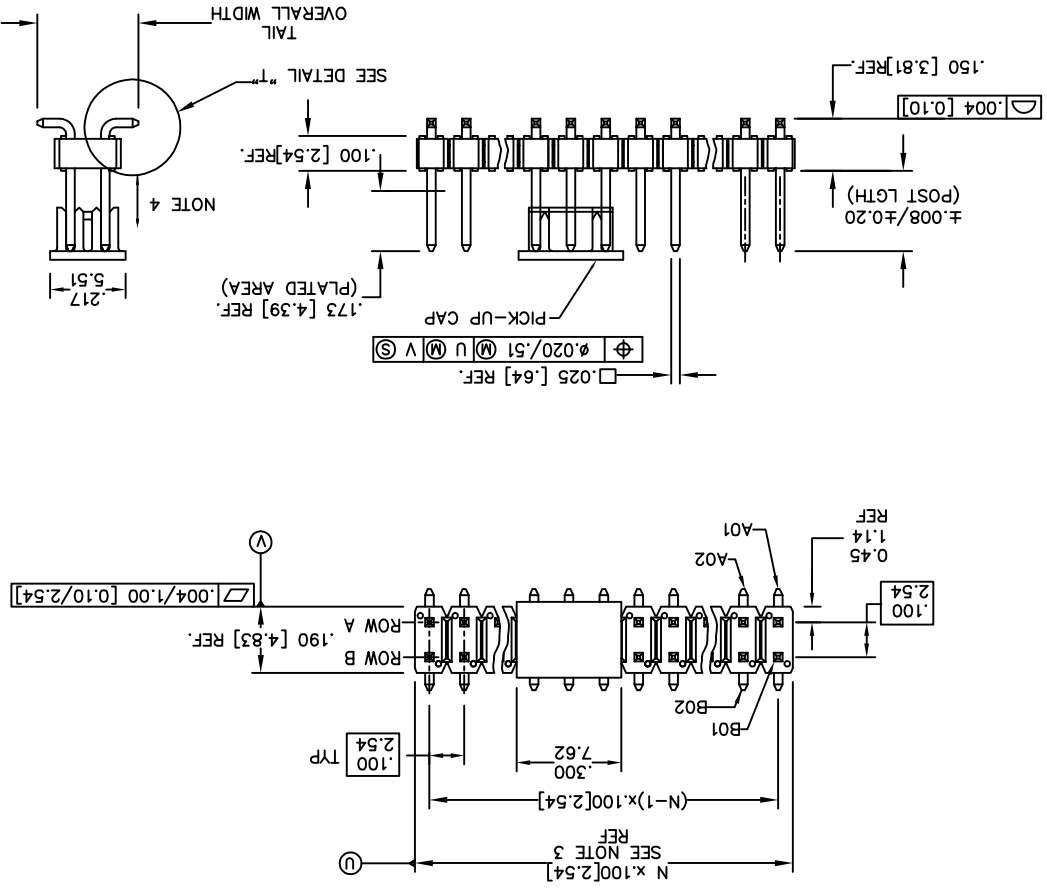 N x.100[2.54]
SEE NOTE 3
REF
U
(N-1)x.100[2.54]
.300
7.62
.100
2.54
TYP
B01
B02
ROW B
ROW A
.190 [4.83] REF.
.100
2.54
.004/1.00 [0.10/2.54]
0.45
1.14
REF
A02
A01
V
□.025 [.64] REF.
⌖ ø.020/.51 Ⓜ U Ⓜ V Ⓢ
PICK-UP CAP
.173 [4.39] REF.
(PLATED AREA)
.217
5.51
±.008/±0.20
(POST LGTH)
NOTE 4
.100 [2.54]REF.
.004 [0.10]
.150 [3.81]REF.
SEE DETAIL "T"
TAIL
OVERALL WIDTH